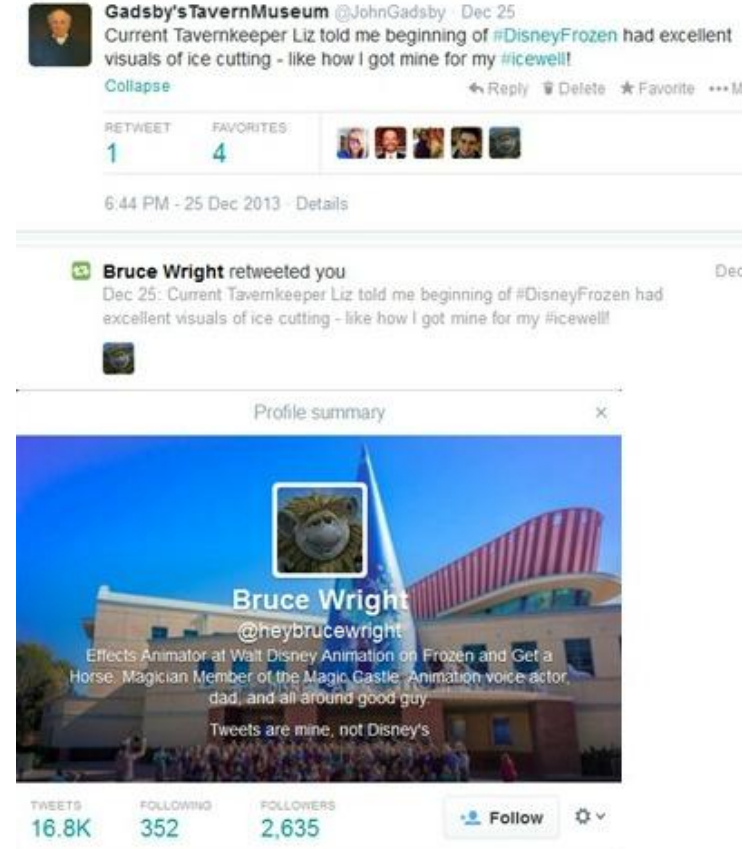 Gadsby'sTavernMuseum @JohnGadsby · Dec 25
Current Tavernkeeper Liz told me beginning of #DisneyFrozen had excellent
visuals of ice cutting - like how I got mine for my #icewell!
Collapse
Reply Delete Favorite
RETWEET FAVORITES
1 4
6:44 PM - 25 Dec 2013 · Details
Bruce Wright retweeted you
Dec 25: Current Tavernkeeper Liz told me beginning of #DisneyFrozen had
excellent visuals of ice cutting - like how I got mine for my #icewell!
Profile summary
Bruce Wright
@heybrucewright
Effects Animator at Walt Disney Animation on Frozen and Get a
Horse. Magician Member of the Magic Castle. Animation voice actor,
dad, and all around good guy.
Tweets are mine, not Disney's
TWEETS FOLLOWING FOLLOWERS
16.8K 352 2,635
Follow